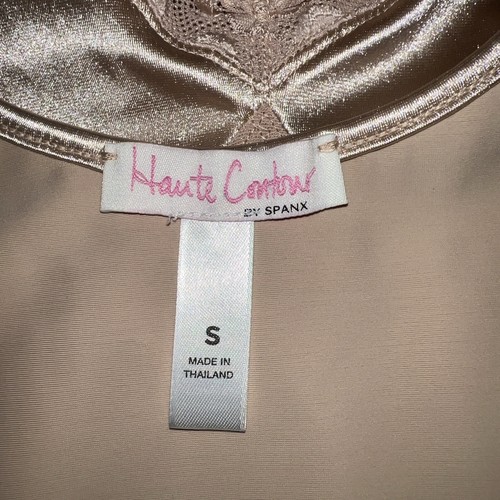 Haute Contour
BY SPANX
S
MADE IN
THAILAND